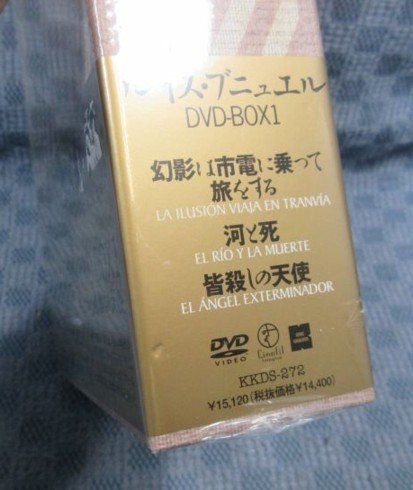 ルイス・ブニュエル
DVD-BOX1
幻影は市電に乗って
旅をする
LA ILUSIÓN VIAJA EN TRANVÍA
河と死
EL RÍO Y LA MUERTE
皆殺しの天使
EL ÁNGEL EXTERMINADOR
DVD
VIDEO
Cinefil
KKDS-272
¥15,120(税抜価格¥14,400)